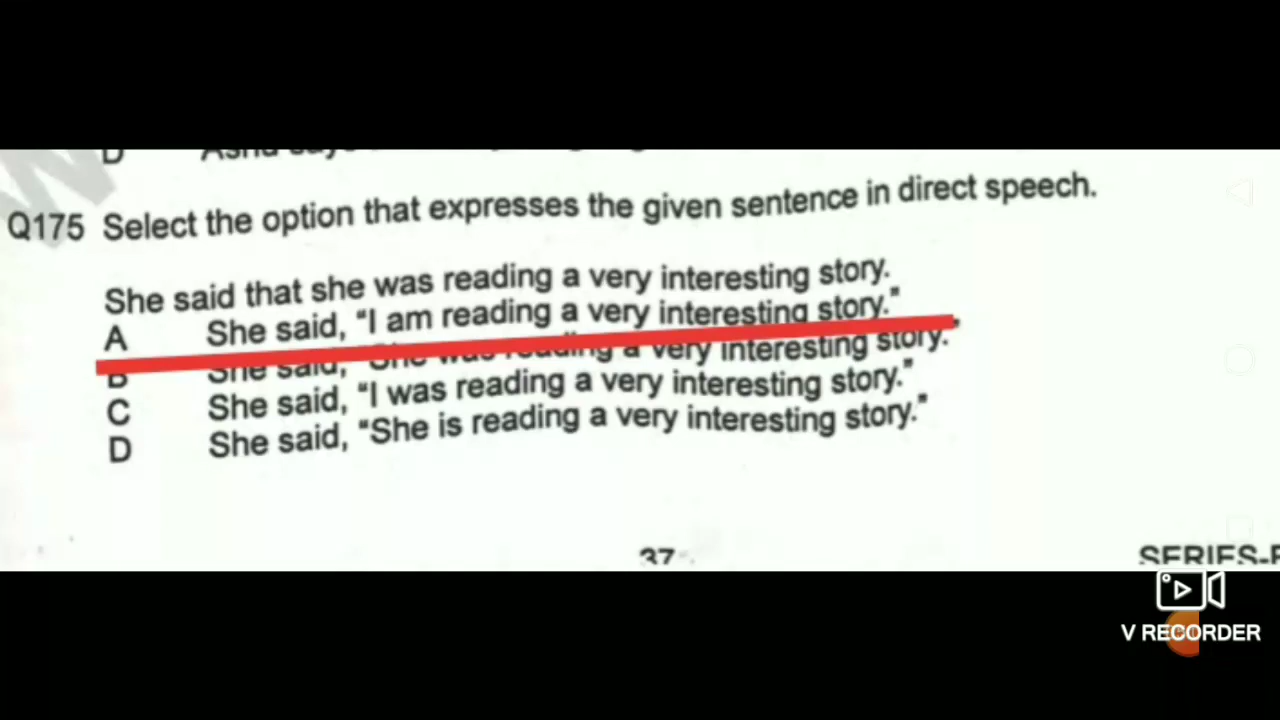 D
Q175 Select the option that expresses the given sentence in direct speech.
She said that she was reading a very interesting story.
A She said, "I am reading a very interesting story."
B She said, "She was reading a very interesting story."
C She said, "I was reading a very interesting story."
D She said, "She is reading a very interesting story."
37
SERIES-
V RECORDER